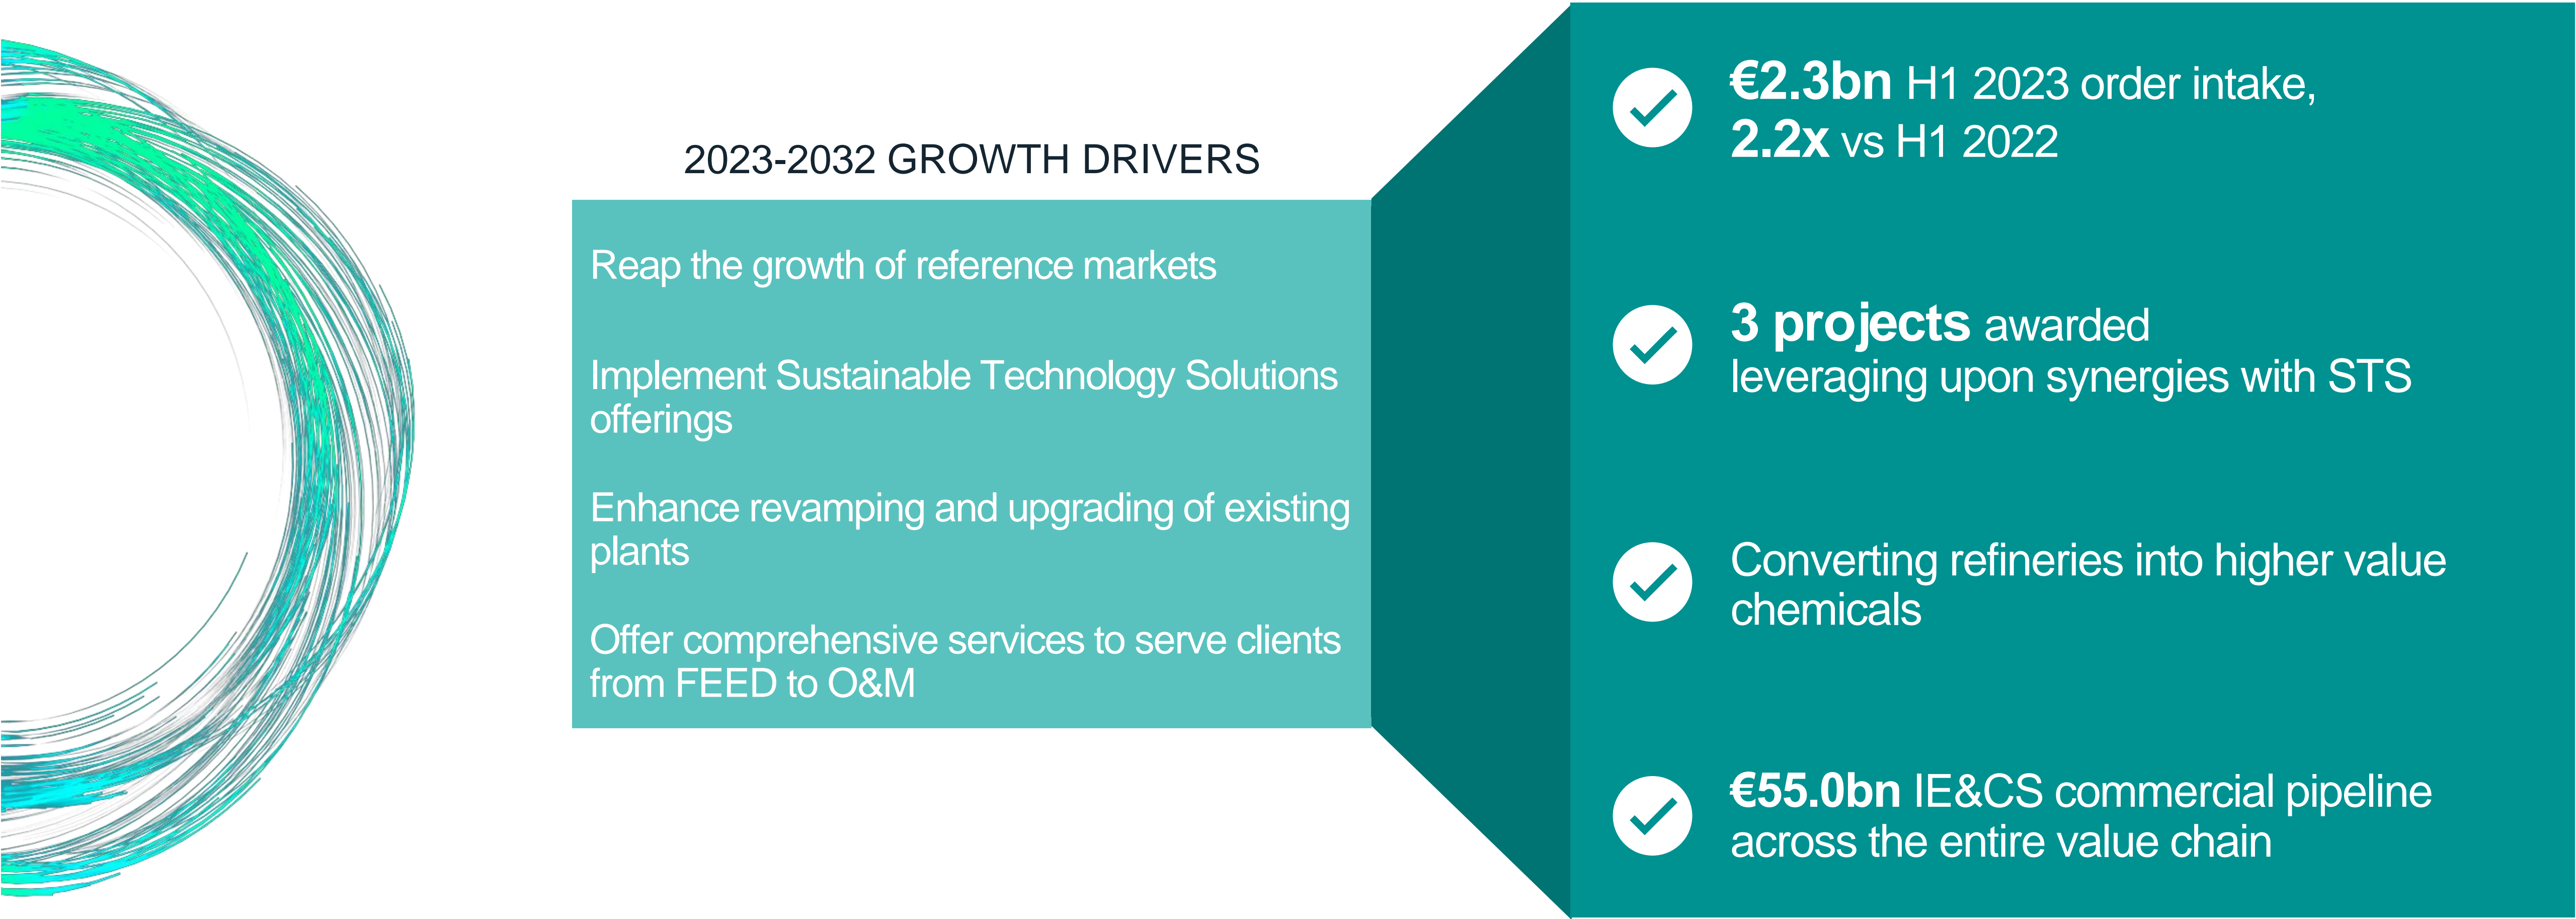 2023-2032 GROWTH DRIVERS
Reap the growth of reference markets
Implement Sustainable Technology Solutions
offerings
Enhance revamping and upgrading of existing
plants
Offer comprehensive services to serve clients
from FEED to O&M
€2.3bn H1 2023 order intake,
2.2x vs H1 2022
3 projects awarded
leveraging upon synergies with STS
Converting refineries into higher value
chemicals
€55.0bn IE&CS commercial pipeline
across the entire value chain